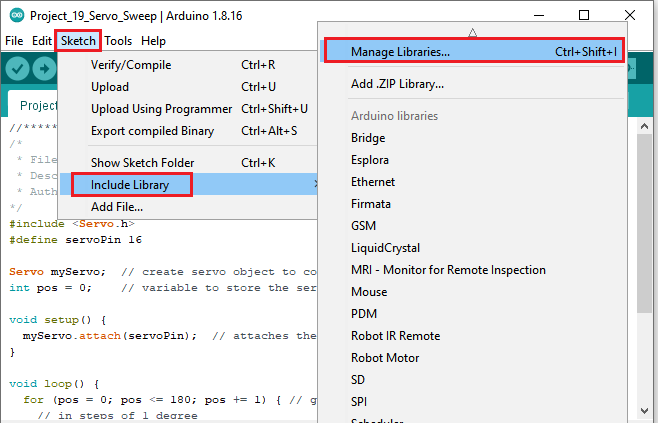 Project_19_Servo_Sweep | Arduino 1.8.16
File Edit Sketch Tools Help
Verify/Compile Ctrl+R
Upload Ctrl+U
Upload Using Programmer Ctrl+Shift+U
Export compiled Binary Ctrl+Alt+S
Show Sketch Folder Ctrl+K
Include Library
Add File...
Manage Libraries... Ctrl+Shift+I
Add .ZIP Library...
Arduino libraries
Bridge
Esplora
Ethernet
Firmata
GSM
LiquidCrystal
MRI - Monitor for Remote Inspection
Mouse
PDM
Robot IR Remote
Robot Motor
SD
SPI
Scheduler
Project
//*****
/*
* File
* Desc
* Auth
*/
#include <Servo.h>
#define servoPin 16
Servo myServo; // create servo object to co
int pos = 0; // variable to store the ser
void setup() {
myServo.attach(servoPin); // attaches the
}
void loop() {
for (pos = 0; pos <= 180; pos += 1) { // g
// in steps of 1 degree